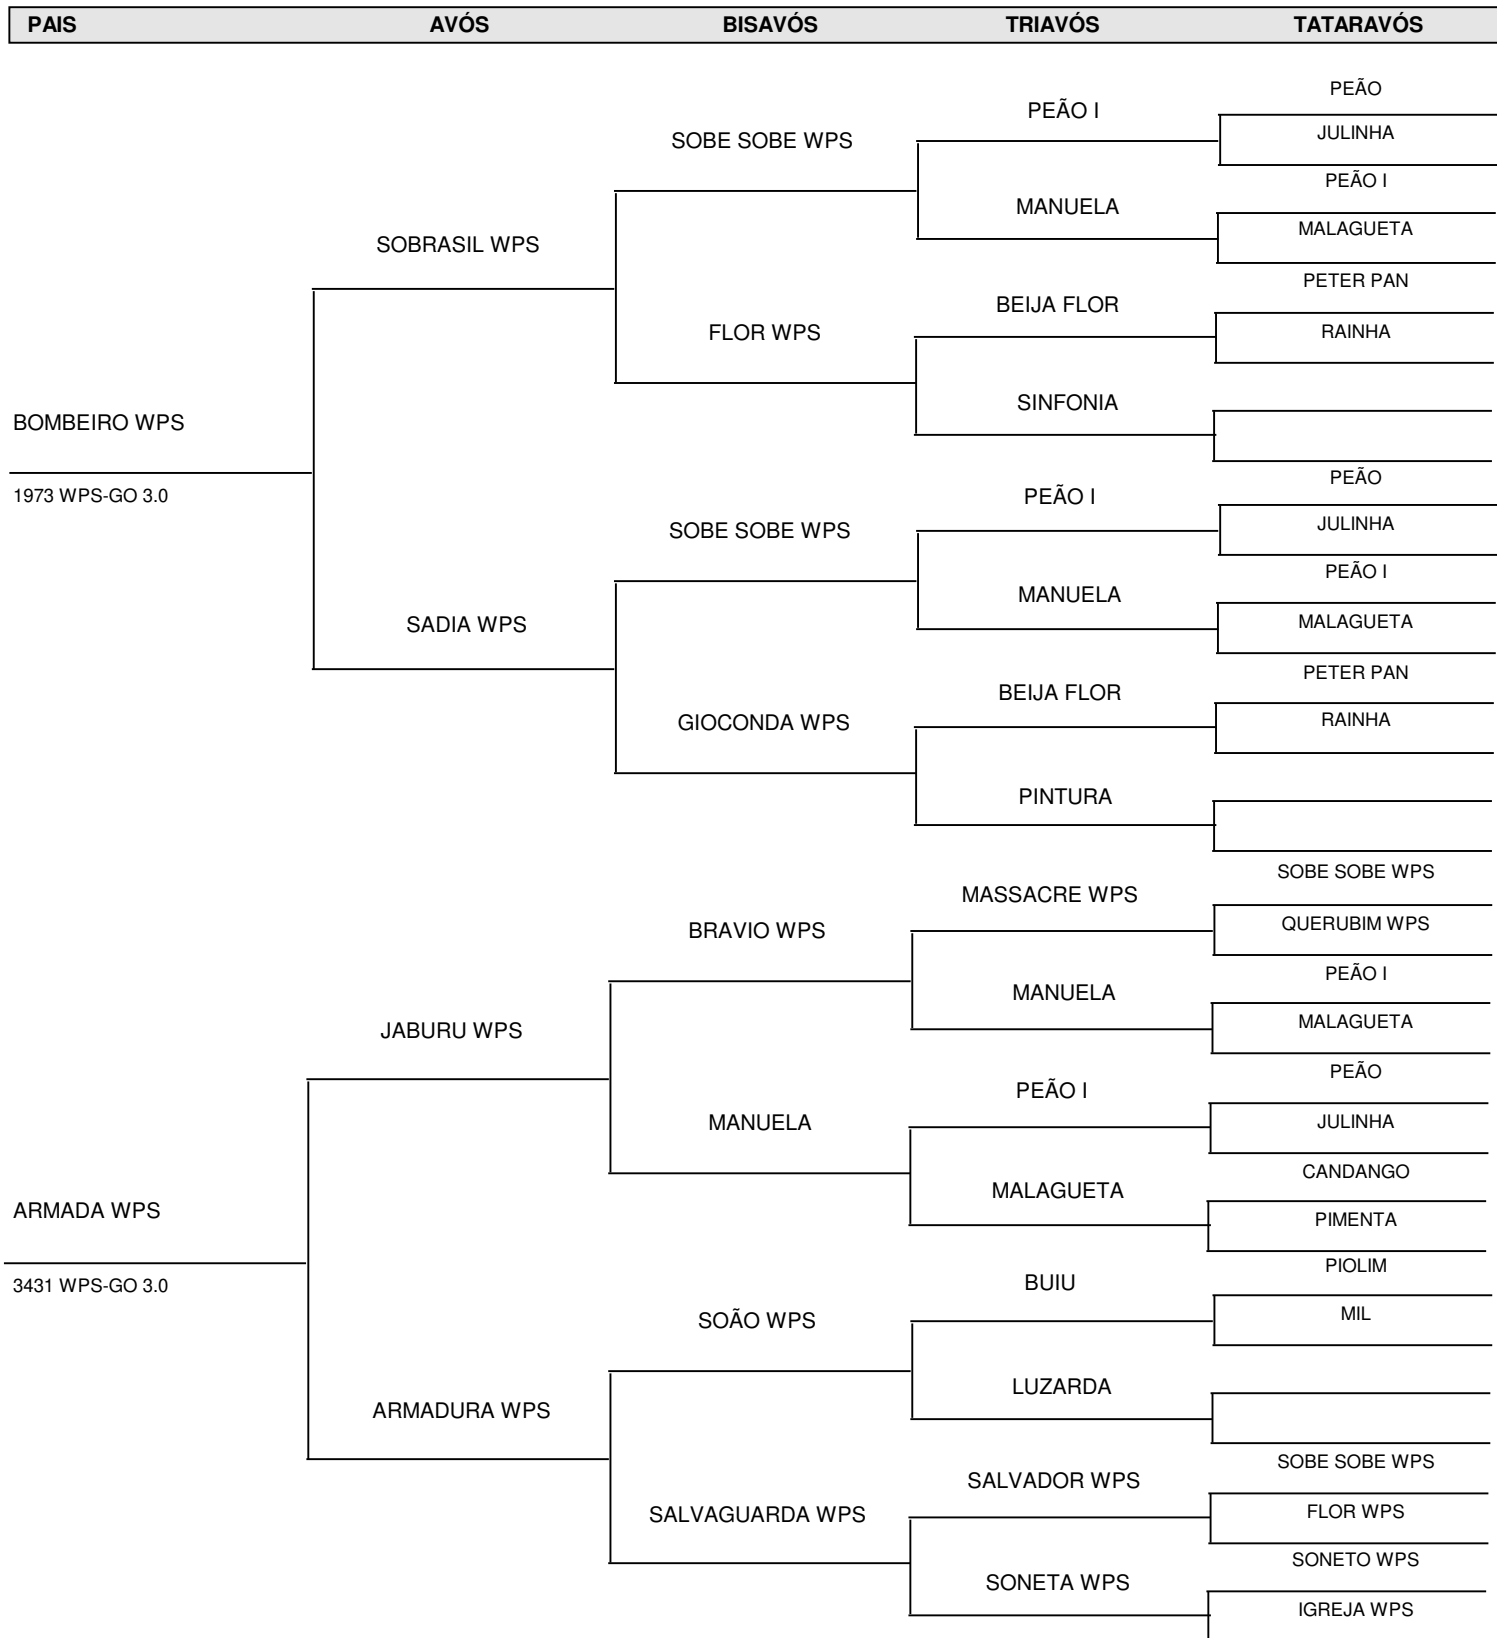 PAIS AVÓS BISAVÓS TRIAVÓS TATARAVÓS
PEÃO
PEÃO I
JULINHA
SOBE SOBE WPS
PEÃO I
MANUELA
MALAGUETA
SOBRASIL WPS
PETER PAN
BEIJA FLOR
RAINHA
FLOR WPS
SINFONIA
BOMBEIRO WPS
PEÃO
1973 WPS-GO 3.0
PEÃO I
JULINHA
SOBE SOBE WPS
PEÃO I
MANUELA
MALAGUETA
SADIA WPS
PETER PAN
BEIJA FLOR
RAINHA
GIOCONDA WPS
PINTURA
SOBE SOBE WPS
MASSACRE WPS
QUERUBIM WPS
BRAVIO WPS
PEÃO I
MANUELA
MALAGUETA
JABURU WPS
PEÃO
PEÃO I
JULINHA
MANUELA
CANDANGO
MALAGUETA
ARMADA WPS
PIMENTA
PIOLIM
3431 WPS-GO 3.0
BUIU
MIL
SOÃO WPS
LUZARDA
ARMADURA WPS
SOBE SOBE WPS
SALVADOR WPS
FLOR WPS
SALVAGUARDA WPS
SONETO WPS
SONETA WPS
IGREJA WPS